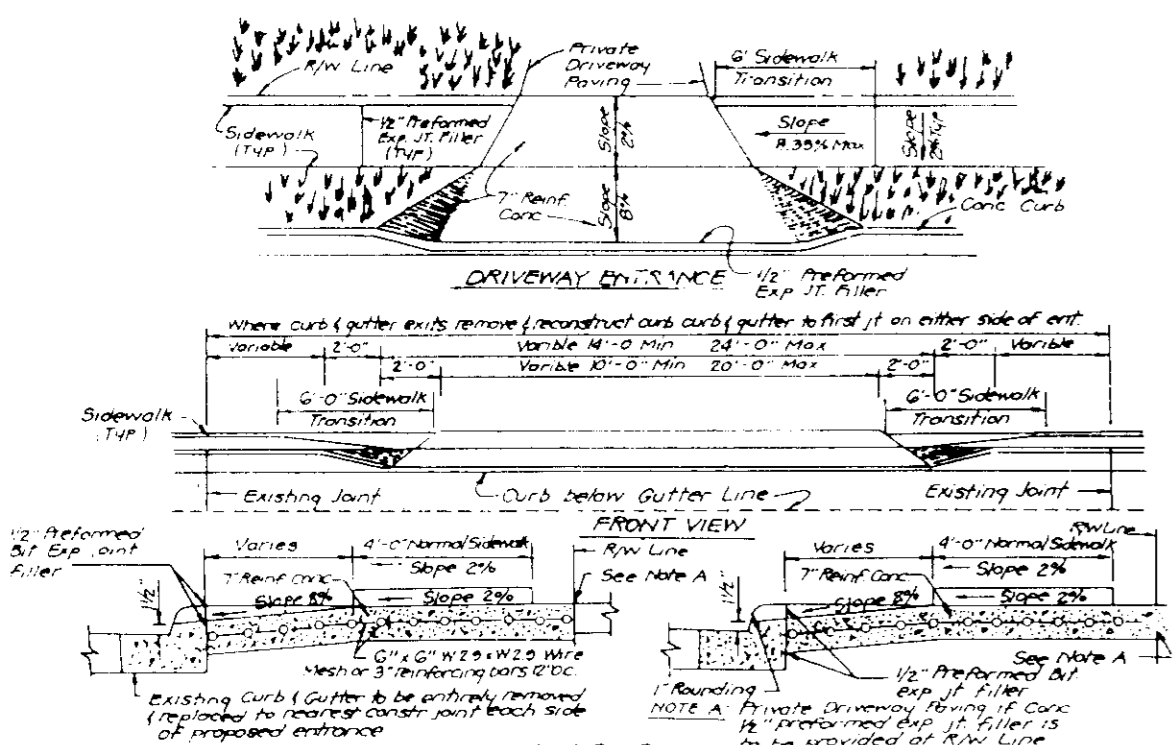 R/W Line
Private
Driveway
Paving
6' Sidewalk
Transition
Sidewalk
(TYP)
1/2" Preformed
Exp. JT. Filler
(TYP)
Slope
2%
Slope
8.33% Max
Slope
2% TYP
7" Reinf.
Conc
Slope
8%
Conc Curb
DRIVEWAY ENTRANCE
1/2" Preformed
Exp JT. Filler
Where curb & gutter exits remove & reconstruct curb curb & gutter to first jt on either side of ent.
Variable 2'-0" Varible 14'-0 Min 24'-0" Max 2'-0" Variable
2'-0" Varible 10'-0" Min 20'-0" Max 2'-0"
6'-0" Sidewalk
Transition
6'-0" Sidewalk
Transition
Sidewalk
(TYP)
Existing Joint
Curb below Gutter Line
Existing Joint
FRONT VIEW
1/2" Preformed
Bit Exp Joint
Filler
Varies
4'-0" Normal Sidewalk
Slope 2%
R/W Line
7" Reinf Conc
Slope 8%
Slope 2%
See Note A
1 1/2"
6" x 6" W2.9 x W2.9 Wire
Mesh or 3" reinforcing bars 12" O.C.
Existing Curb & Gutter to be entirely removed
& replaced to nearest constr joint each side
of proposed entrance
R/W Line
Varies
4'-0" Normal Sidewalk
Slope 2%
7" Reinf Conc
Slope 8%
Slope 2%
1 1/2"
See Note A
1" Rounding
1/2" Preformed Bit.
exp jt filler
NOTE A: Private Driveway Paving if Conc
1/2" preformed exp jt. filler is
to be provided at R/W Line